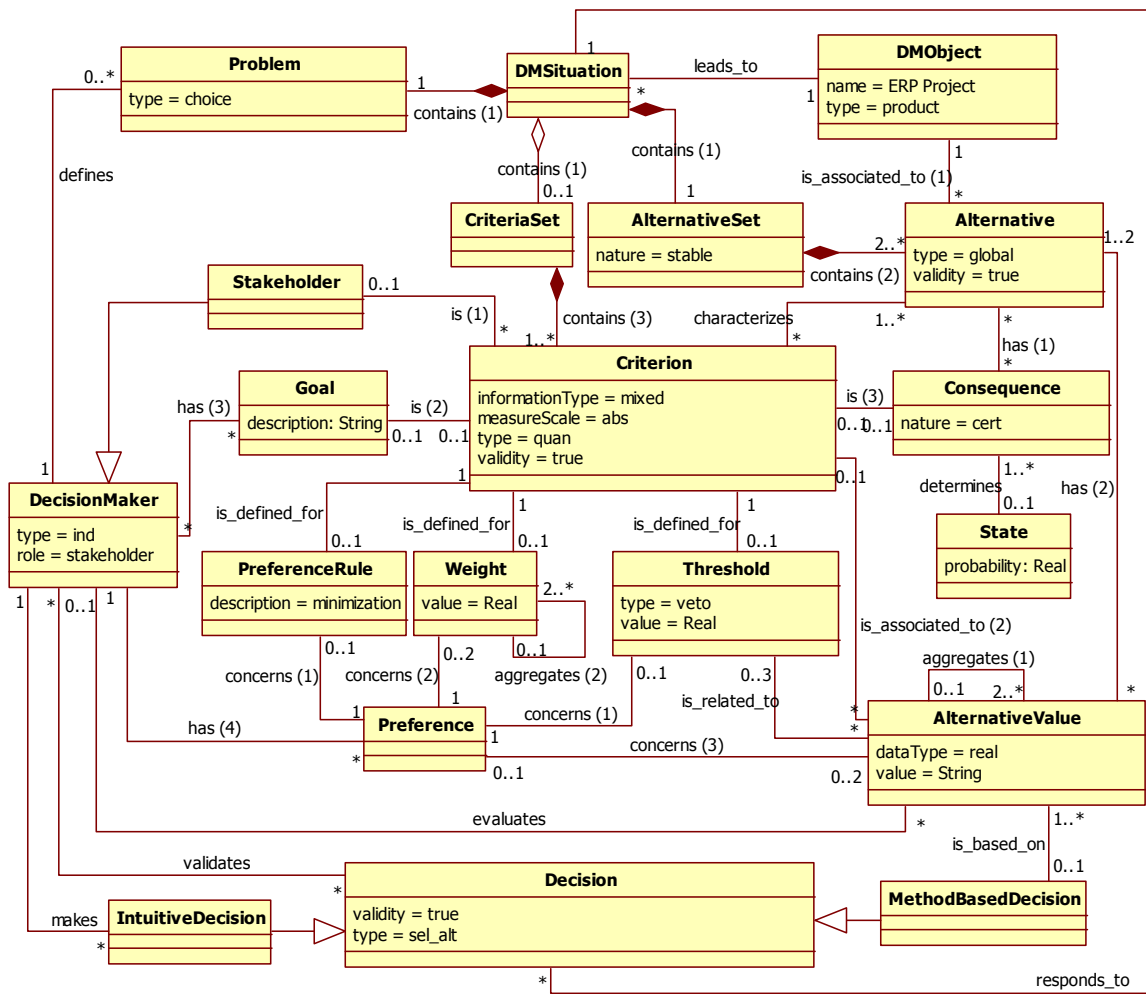 Problem
type = choice
0..*
1
contains (1)
DMSituation
1
*
leads_to
1
DMObject
name = ERP Project
type = product
1
is_associated_to (1)
*
defines
contains (1)
0..1
contains (1)
1
CriteriaSet
AlternativeSet
nature = stable
2..*
contains (2)
Alternative
type = global
validity = true
1..2
Stakeholder
0..1
is (1)
*
contains (3)
1..*
characterizes
*
1..*
*
has (1)
*
Criterion
informationType = mixed
measureScale = abs
type = quan
validity = true
Goal
description: String
has (3)
*
is (2)
0..1
0..1
is (3)
0..1
0..1
Consequence
nature = cert
1..*
determines
0..1
has (2)
State
probability: Real
1
DecisionMaker
type = ind
role = stakeholder
*
1
is_defined_for
0..1
1
is_defined_for
0..1
1
is_defined_for
0..1
0..1
PreferenceRule
description = minimization
Weight
value = Real
2..*
0..1
aggregates (2)
Threshold
type = veto
value = Real
is_associated_to (2)
*
1
*
0..1
1
0..1
concerns (1)
1
0..2
concerns (2)
1
0..1
concerns (1)
1
0..3
is_related_to
*
aggregates (1)
0..1
2..*
*
has (4)
*
Preference
concerns (3)
0..1
0..2
AlternativeValue
dataType = real
value = String
evaluates
*
1..*
is_based_on
0..1
validates
*
Decision
validity = true
type = sel_alt
makes
*
IntuitiveDecision
MethodBasedDecision
*
responds_to